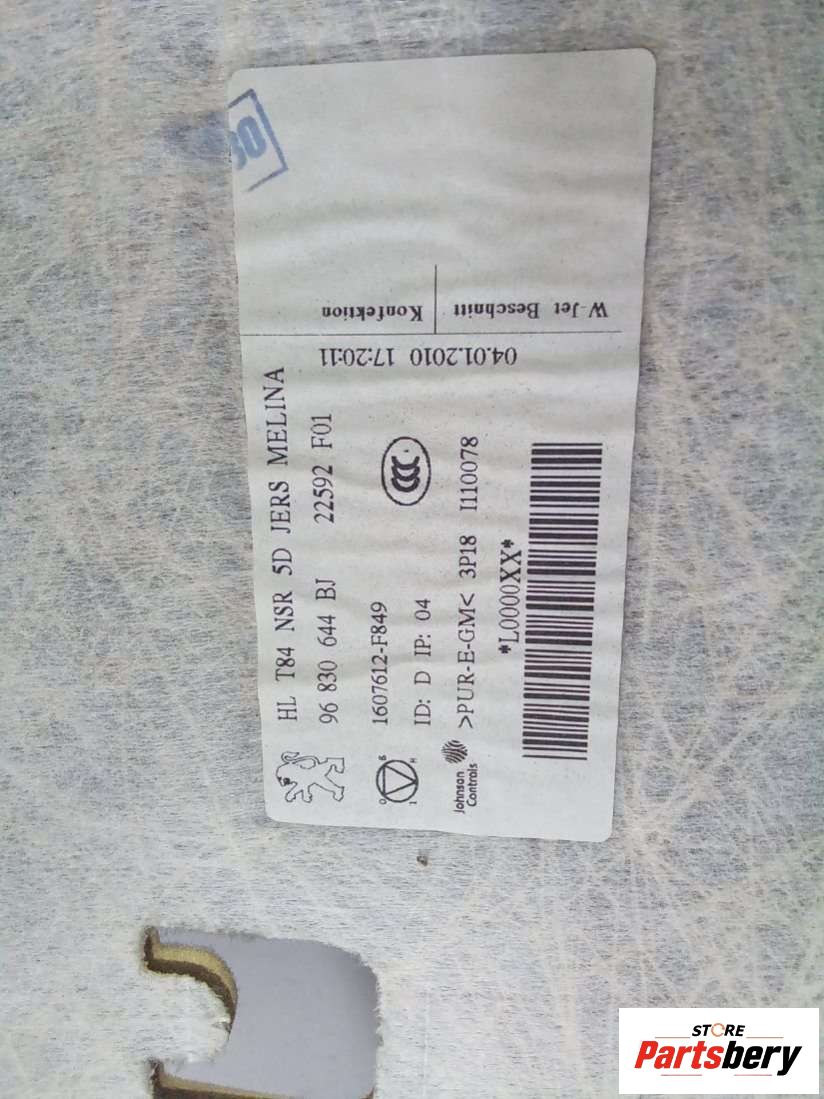 HL T84 NSR 5D JERS MELINA
96 830 644 BJ 22592 F01
1607612-F849
ID: D IP: 04
Johnson Controls
>PUR-E-GM< 3P18 I110078
*L0000XX*
CCC
04.01.2010 17:20:11
W-Jet Beschnitt
Konfektion
STORE
Partsbery